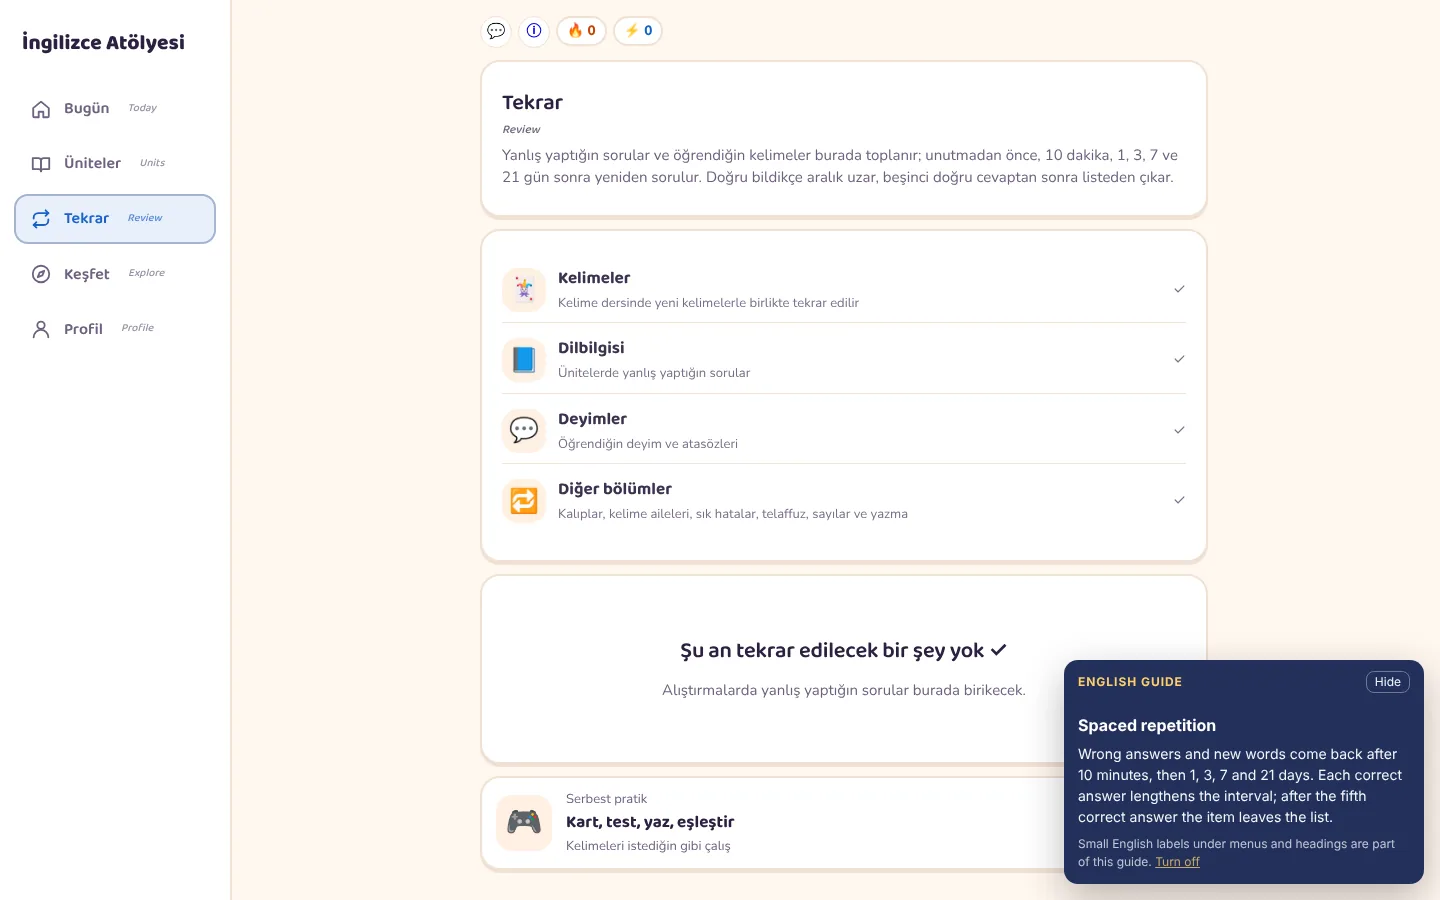 İngilizce Atölyesi
Bugün Today
Üniteler Units
Tekrar Review
Keşfet Explore
Profil Profile
0
0
Tekrar
Review
Yanlış yaptığın sorular ve öğrendiğin kelimeler burada toplanır; unutmadan önce, 10 dakika, 1, 3, 7 ve
21 gün sonra yeniden sorulur. Doğru bildikçe aralık uzar, beşinci doğru cevaptan sonra listeden çıkar.
Kelimeler
Kelime dersinde yeni kelimelerle birlikte tekrar edilir
Dilbilgisi
Ünitelerde yanlış yaptığın sorular
Deyimler
Öğrendiğin deyim ve atasözleri
Diğer bölümler
Kalıplar, kelime aileleri, sık hatalar, telaffuz, sayılar ve yazma
Şu an tekrar edilecek bir şey yok ✓
Alıştırmalarda yanlış yaptığın sorular burada birikecek.
Serbest pratik
Kart, test, yaz, eşleştir
Kelimeleri istediğin gibi çalış
ENGLISH GUIDE
Hide
Spaced repetition
Wrong answers and new words come back after
10 minutes, then 1, 3, 7 and 21 days. Each correct
answer lengthens the interval; after the fifth
correct answer the item leaves the list.
Small English labels under menus and headings are part
of this guide. Turn off